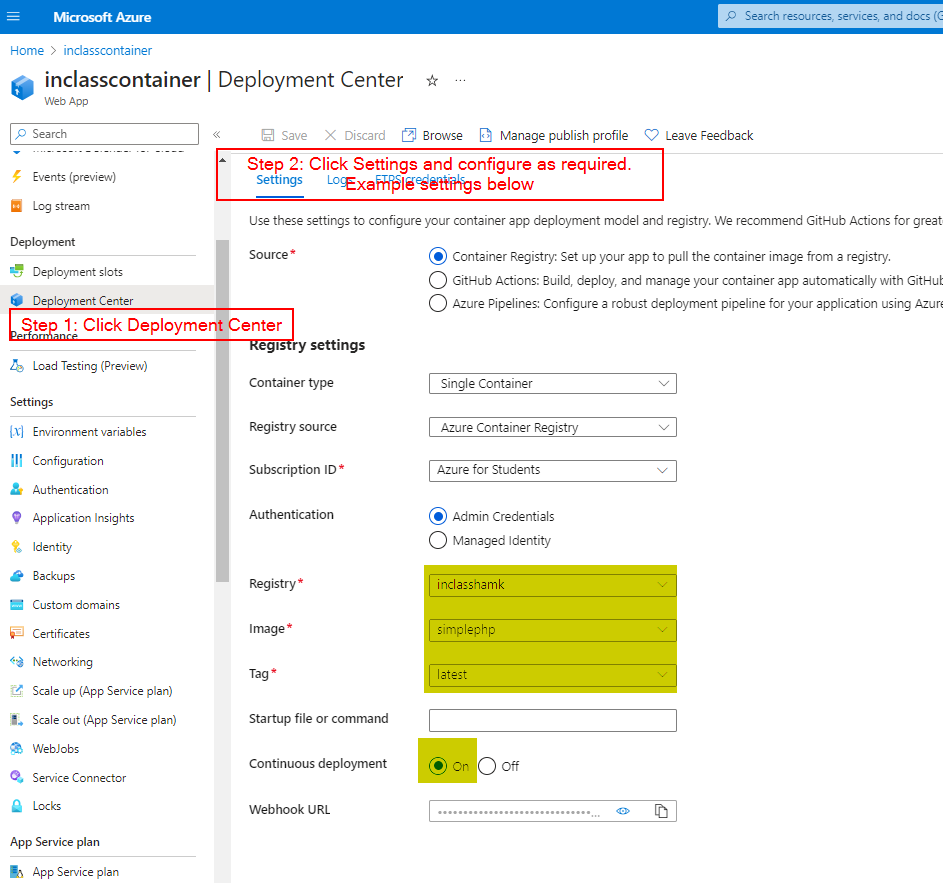 Microsoft Azure
Search resources, services, and docs (G
Home > inclasscontainer
inclasscontainer | Deployment Center
Web App
Search
Save
Discard
Browse
Manage publish profile
Leave Feedback
Microsoft Defender for Cloud
Events (preview)
Log stream
Deployment
Deployment slots
Deployment Center
Step 1: Click Deployment Center
Performance
Load Testing (Preview)
Settings
Environment variables
Configuration
Authentication
Application Insights
Identity
Backups
Custom domains
Certificates
Networking
Scale up (App Service plan)
Scale out (App Service plan)
WebJobs
Service Connector
Locks
App Service plan
App Service plan
Step 2: Click Settings and configure as required.
Example settings below
Settings
Logs
FTPS credentials
Use these settings to configure your container app deployment model and registry. We recommend GitHub Actions for greate
Source*
Container Registry: Set up your app to pull the container image from a registry.
GitHub Actions: Build, deploy, and manage your container app automatically with GitHub
Azure Pipelines: Configure a robust deployment pipeline for your application using Azure
Registry settings
Container type
Single Container
Registry source
Azure Container Registry
Subscription ID*
Azure for Students
Authentication
Admin Credentials
Managed Identity
Registry*
inclasshamk
Image*
simplephp
Tag*
latest
Startup file or command
Continuous deployment
On
Off
Webhook URL